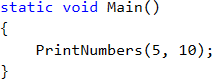 static void Main()
{
    PrintNumbers(5, 10);
}